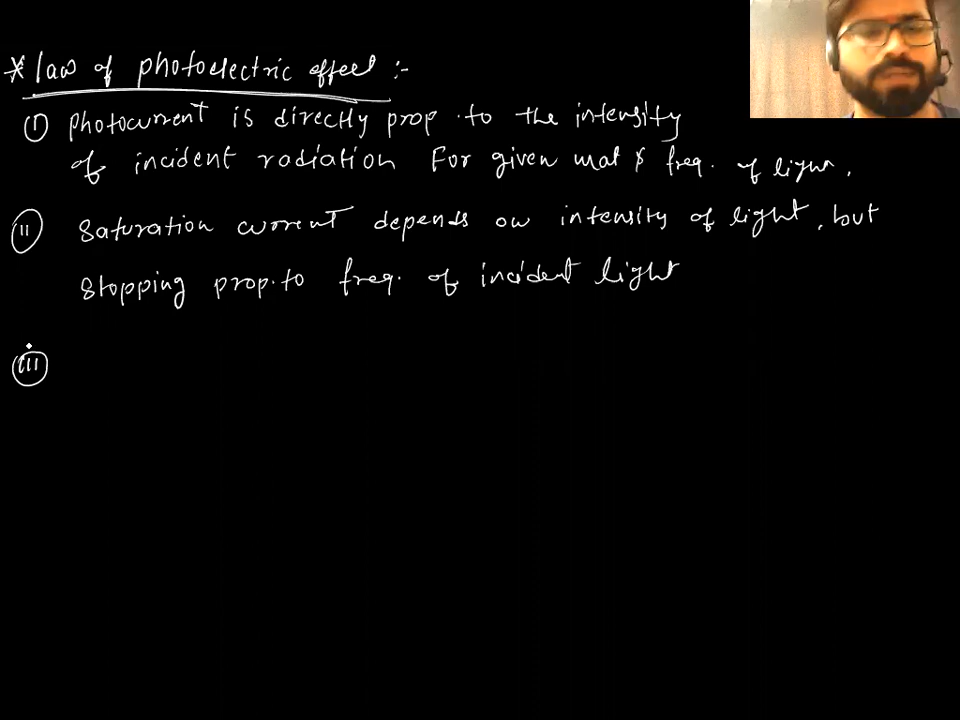 * law of photoelectric effect :-
(I) photocurrent is directly prop. to the intensity
of incident radiation For given mat & freq. of light.
(II) Saturation current depends on intensity of light, but
stopping prop. to freq. of incident light
(III)